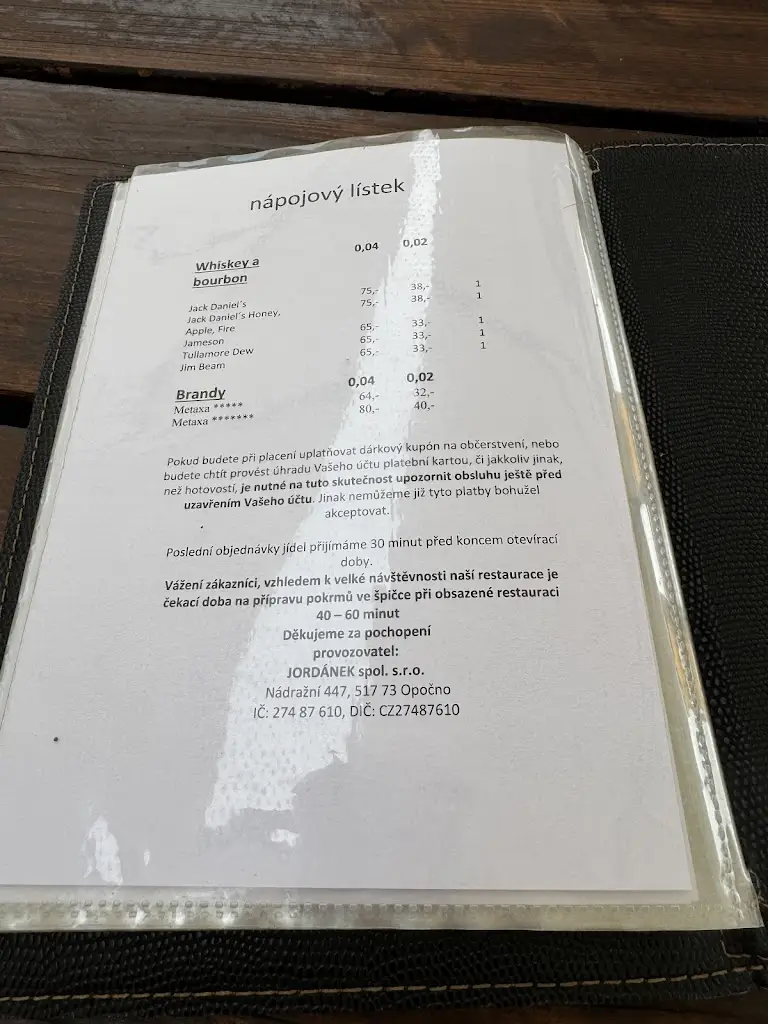 nápojový lístek
0,04 0,02
Whiskey a
bourbon
Jack Daniel´s 75,- 38,- 1
Jack Daniel´s Honey, 75,- 38,- 1
Apple, Fire
Jameson 65,- 33,- 1
Tullamore Dew 65,- 33,- 1
Jim Beam 65,- 33,- 1
Brandy 0,04 0,02
Metaxa ***** 64,- 32,-
Metaxa ******* 80,- 40,-
Pokud budete při placení uplatňovat dárkový kupón na občerstvení, nebo
budete chtít provést úhradu Vašeho účtu platební kartou, či jakkoliv jinak,
než hotovostí, je nutné na tuto skutečnost upozornit obsluhu ještě před
uzavřením Vašeho účtu. Jinak nemůžeme již tyto platby bohužel
akceptovat.
Poslední objednávky jídel přijímáme 30 minut před koncem otevírací
doby.
Vážení zákazníci, vzhledem k velké návštěvnosti naší restaurace je
čekací doba na přípravu pokrmů ve špičce při obsazené restauraci
40 – 60 minut
Děkujeme za pochopení
provozovatel:
JORDÁNEK spol. s.r.o.
Nádražní 447, 517 73 Opočno
IČ: 274 87 610, DIČ: CZ27487610